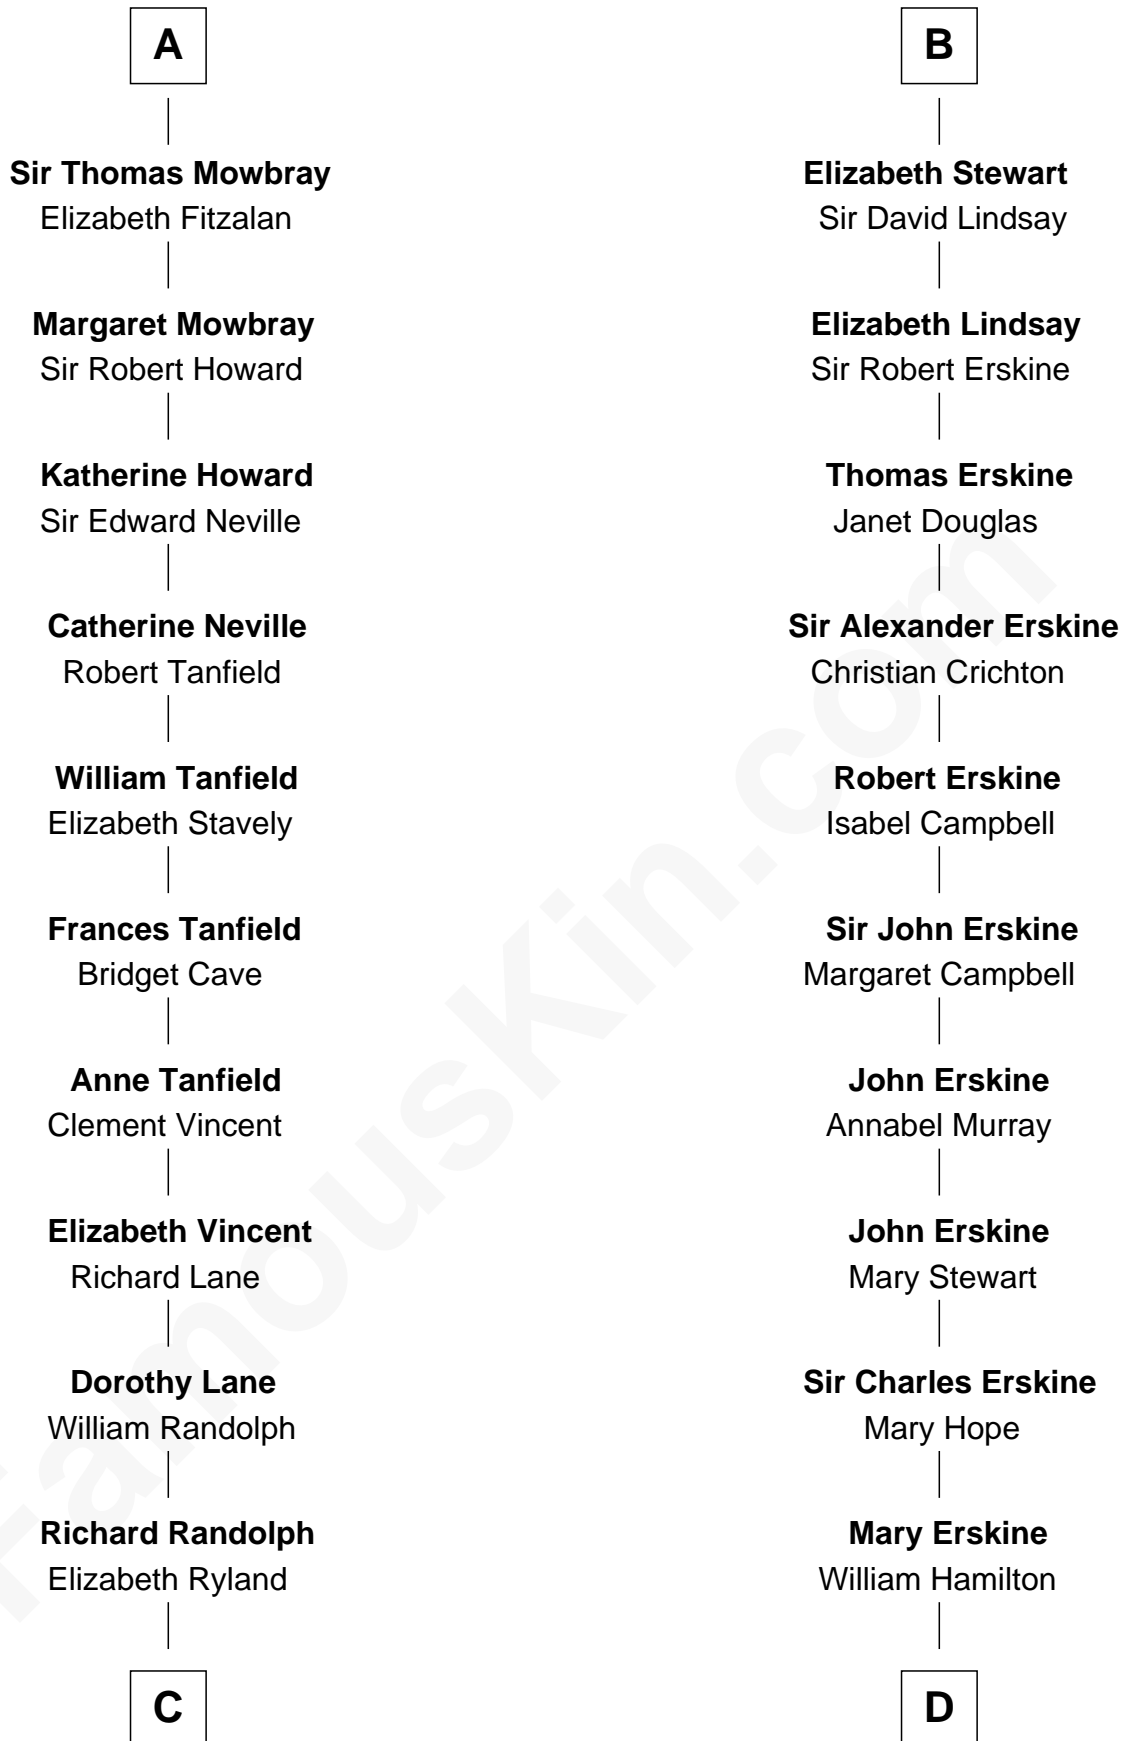 A
Sir Thomas Mowbray
Elizabeth Fitzalan
Margaret Mowbray
Sir Robert Howard
Katherine Howard
Sir Edward Neville
Catherine Neville
Robert Tanfield
William Tanfield
Elizabeth Stavely
Frances Tanfield
Bridget Cave
Anne Tanfield
Clement Vincent
Elizabeth Vincent
Richard Lane
Dorothy Lane
William Randolph
Richard Randolph
Elizabeth Ryland
C
B
Elizabeth Stewart
Sir David Lindsay
Elizabeth Lindsay
Sir Robert Erskine
Thomas Erskine
Janet Douglas
Sir Alexander Erskine
Christian Crichton
Robert Erskine
Isabel Campbell
Sir John Erskine
Margaret Campbell
John Erskine
Annabel Murray
John Erskine
Mary Stewart
Sir Charles Erskine
Mary Hope
Mary Erskine
William Hamilton
D
FamousKin.com